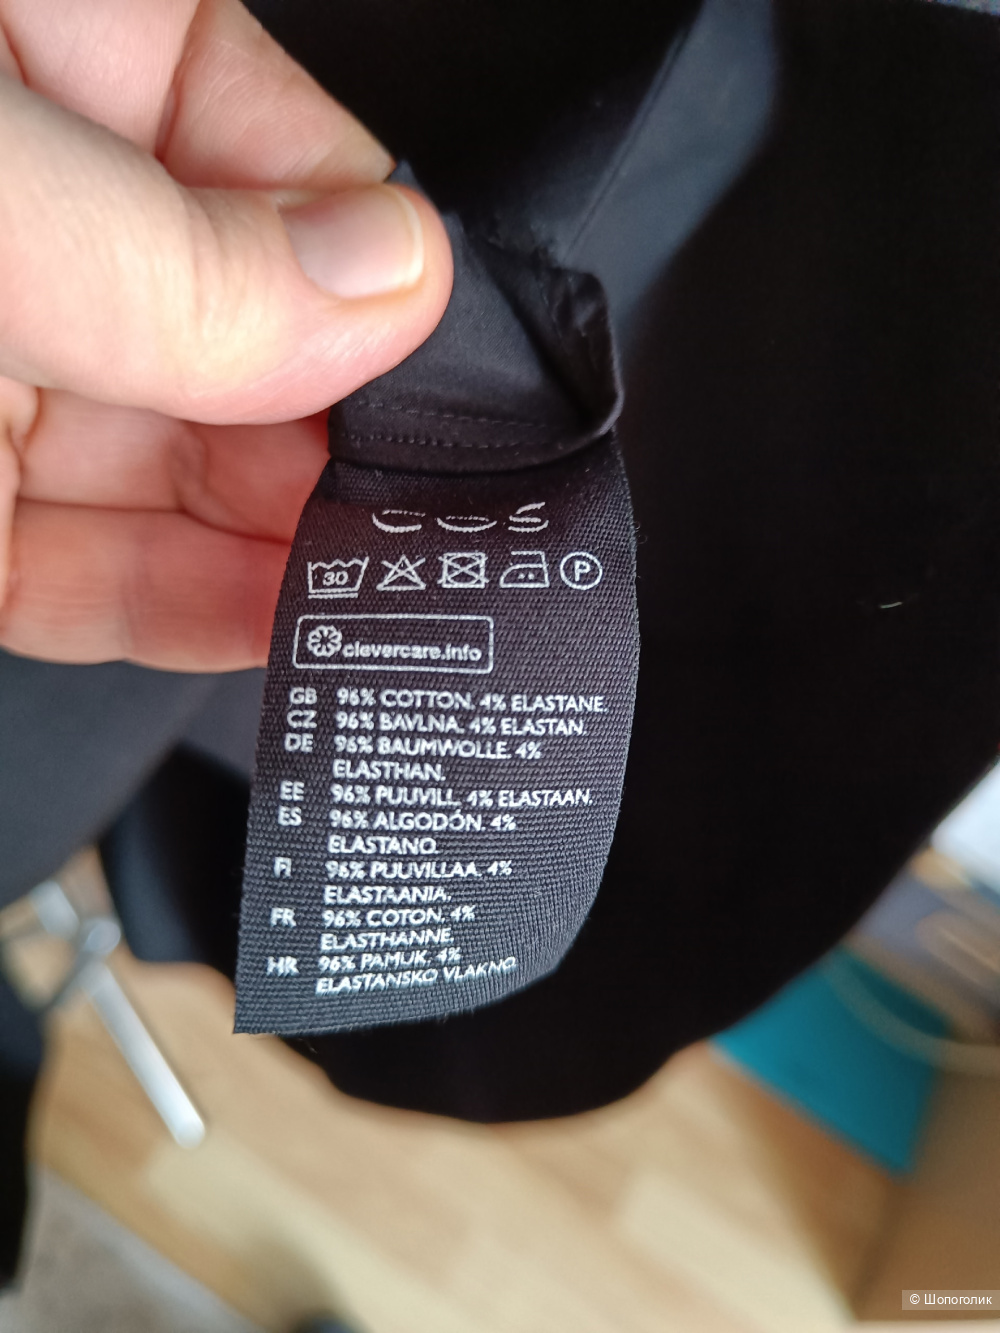 COS
30 P
clevercare.info
GB 96% COTTON. 4% ELASTANE.
CZ 96% BAVLNA. 4% ELASTAN.
DE 96% BAUMWOLLE. 4%
ELASTHAN.
EE 96% PUUVILL. 4% ELASTAAN.
ES 96% ALGODÓN. 4%
ELASTANO.
FI 96% PUUVILLAA. 4%
ELASTAANIA.
FR 96% COTON. 4%
ELASTHANNE.
HR 96% PAMUK. 4%
ELASTANSKO VLAKNO.
© Шопоголик